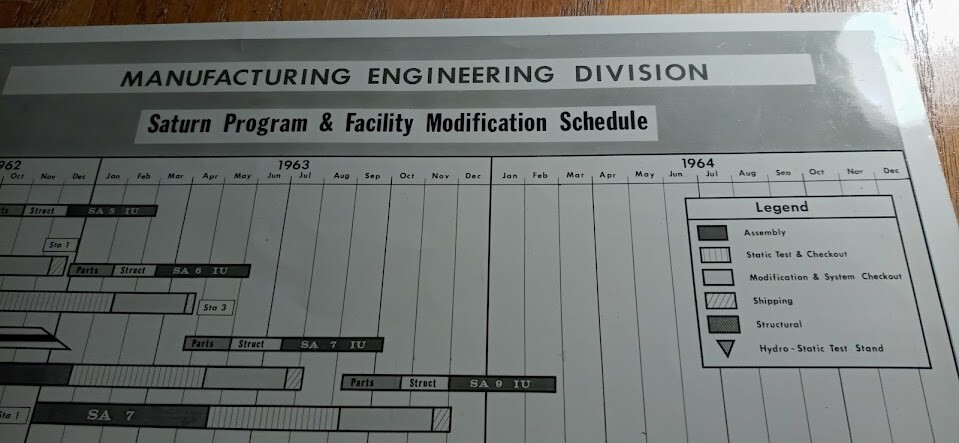 MANUFACTURING ENGINEERING DIVISION
Saturn Program & Facility Modification Schedule
962 1963 1964
Oct Nov Dec Jan Feb Mar Apr May Jun Jul Aug Sep Oct Nov Dec Jan Feb Mar Apr May Jun Jul Aug Sep Oct Nov Dec
Struct SA 5 IU
Sta 1
Parts Struct SA 6 IU
Sta 3
Parts Struct SA 7 IU
Parts Struct SA 9 IU
Sta 1 SA 7
Legend
Assembly
Static Test & Checkout
Modification & System Checkout
Shipping
Structural
Hydro-Static Test Stand